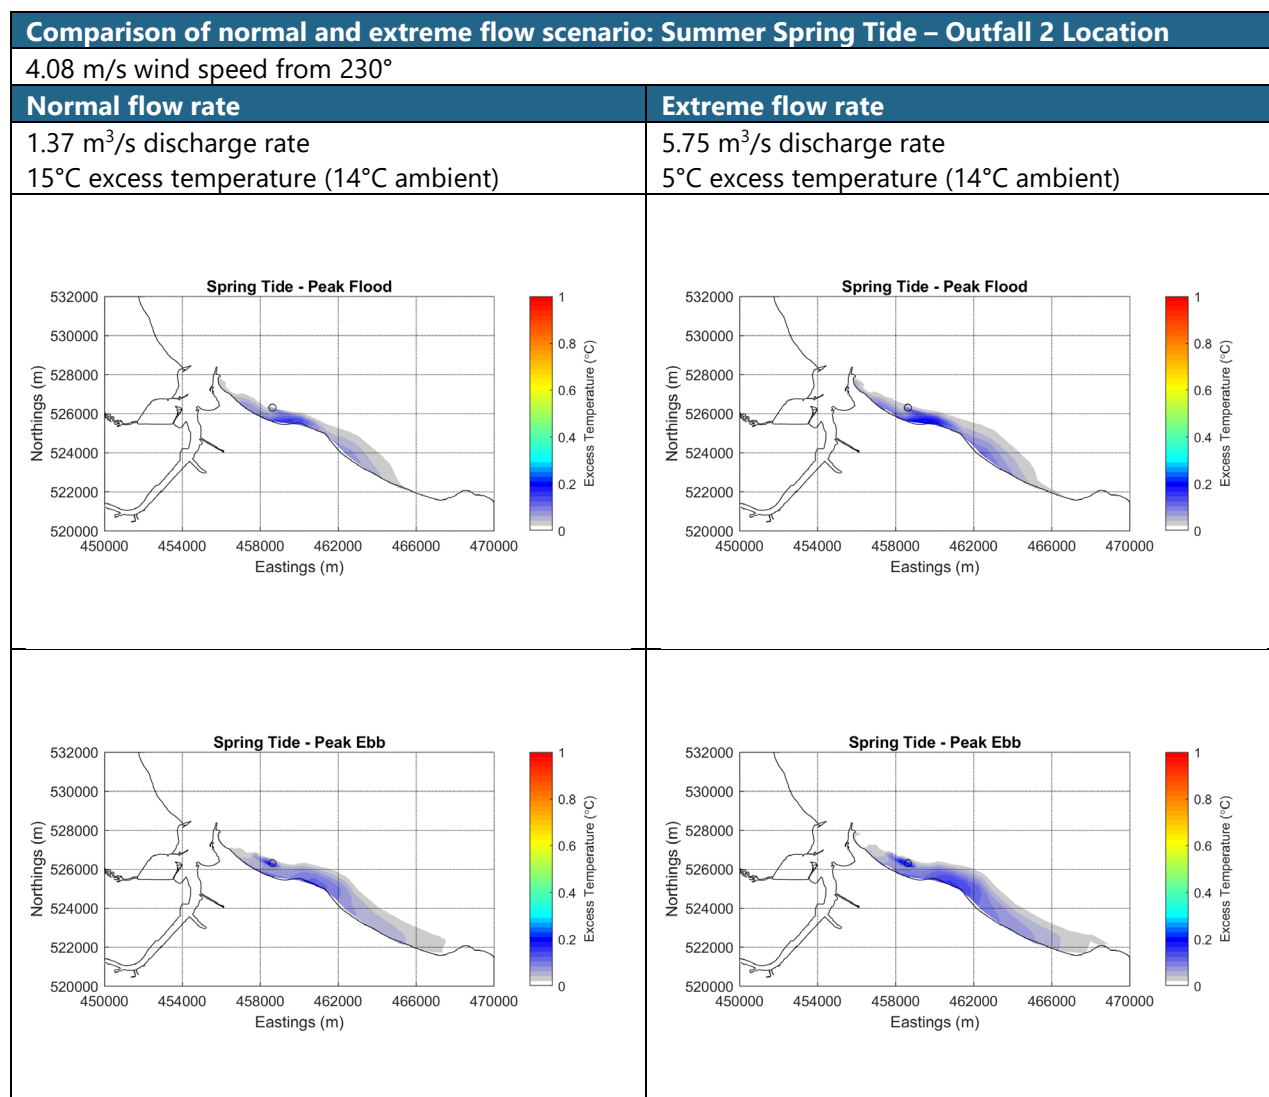 Comparison of normal and extreme flow scenario: Summer Spring Tide – Outfall 2 Location
4.08 m/s wind speed from 230°
Normal flow rate
Extreme flow rate
1.37 m³/s discharge rate
15°C excess temperature (14°C ambient)
5.75 m³/s discharge rate
5°C excess temperature (14°C ambient)
Spring Tide - Peak Flood
532000
530000
528000
526000
524000
522000
520000
Northings (m)
450000 454000 458000 462000 466000 470000
Eastings (m)
1
0.8
0.6
0.4
0.2
0
Excess Temperature (°C)
Spring Tide - Peak Flood
532000
530000
528000
526000
524000
522000
520000
Northings (m)
450000 454000 458000 462000 466000 470000
Eastings (m)
1
0.8
0.6
0.4
0.2
0
Excess Temperature (°C)
Spring Tide - Peak Ebb
532000
530000
528000
526000
524000
522000
520000
Northings (m)
450000 454000 458000 462000 466000 470000
Eastings (m)
1
0.8
0.6
0.4
0.2
0
Excess Temperature (°C)
Spring Tide - Peak Ebb
532000
530000
528000
526000
524000
522000
520000
Northings (m)
450000 454000 458000 462000 466000 470000
Eastings (m)
1
0.8
0.6
0.4
0.2
0
Excess Temperature (°C)